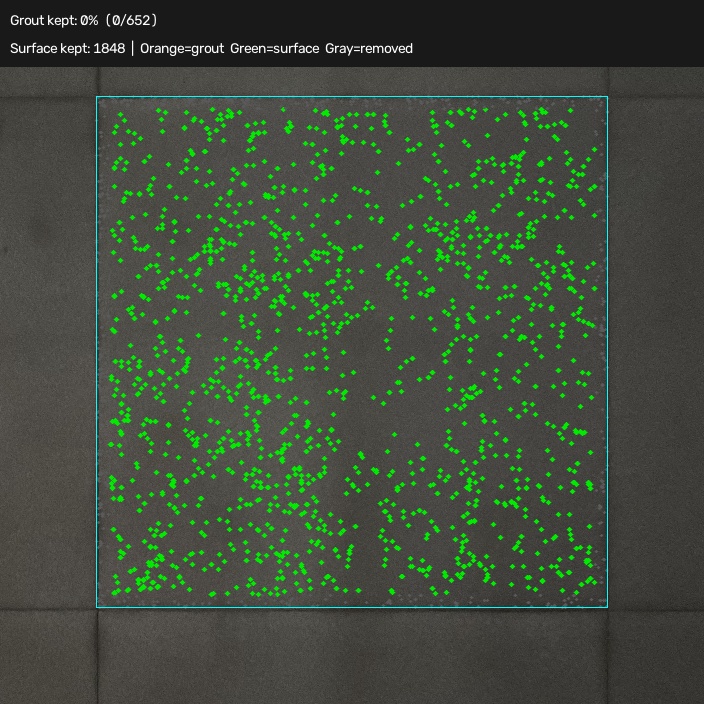 Grout kept: 0% (0/652)
Surface kept: 1848 | Orange=grout Green=surface Gray=removed